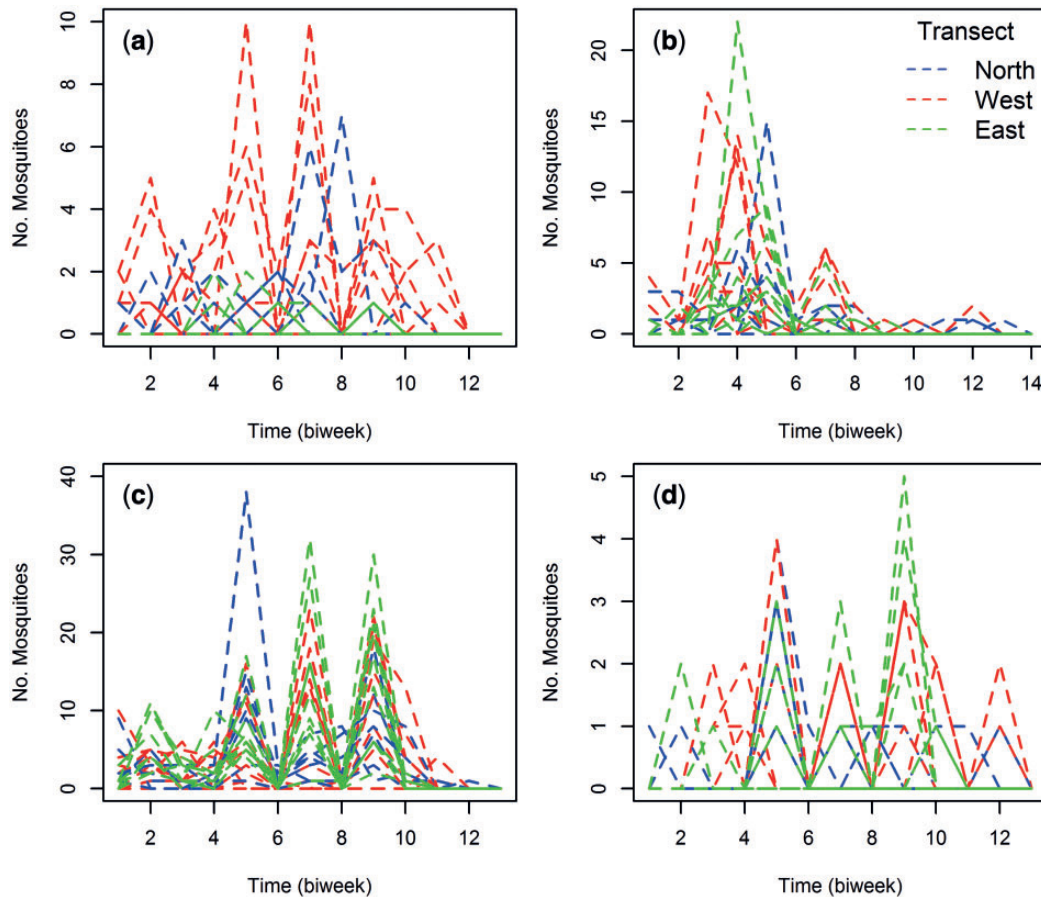 (a)
No. Mosquitoes
10
8
6
4
2
0
2 4 6 8 10 12
Time (biweek)
(b)
Transect
North
West
East
No. Mosquitoes
20
15
10
5
0
2 4 6 8 10 12 14
Time (biweek)
(c)
No. Mosquitoes
40
30
20
10
0
2 4 6 8 10 12
Time (biweek)
(d)
No. Mosquitoes
5
4
3
2
1
0
2 4 6 8 10 12
Time (biweek)